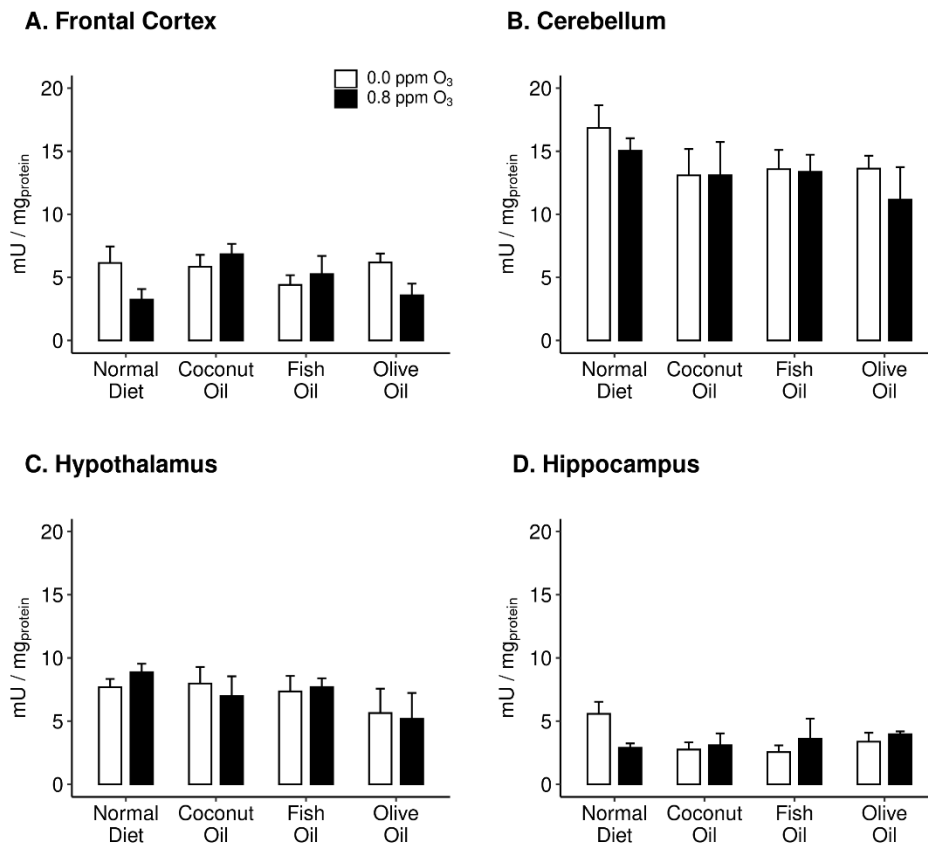 A. Frontal Cortex
0.0 ppm O₃
0.8 ppm O₃
20
15
10
5
0
mU / mgprotein
Normal Diet
Coconut Oil
Fish Oil
Olive Oil
B. Cerebellum
20
15
10
5
0
mU / mgprotein
Normal Diet
Coconut Oil
Fish Oil
Olive Oil
C. Hypothalamus
20
15
10
5
0
mU / mgprotein
Normal Diet
Coconut Oil
Fish Oil
Olive Oil
D. Hippocampus
20
15
10
5
0
mU / mgprotein
Normal Diet
Coconut Oil
Fish Oil
Olive Oil